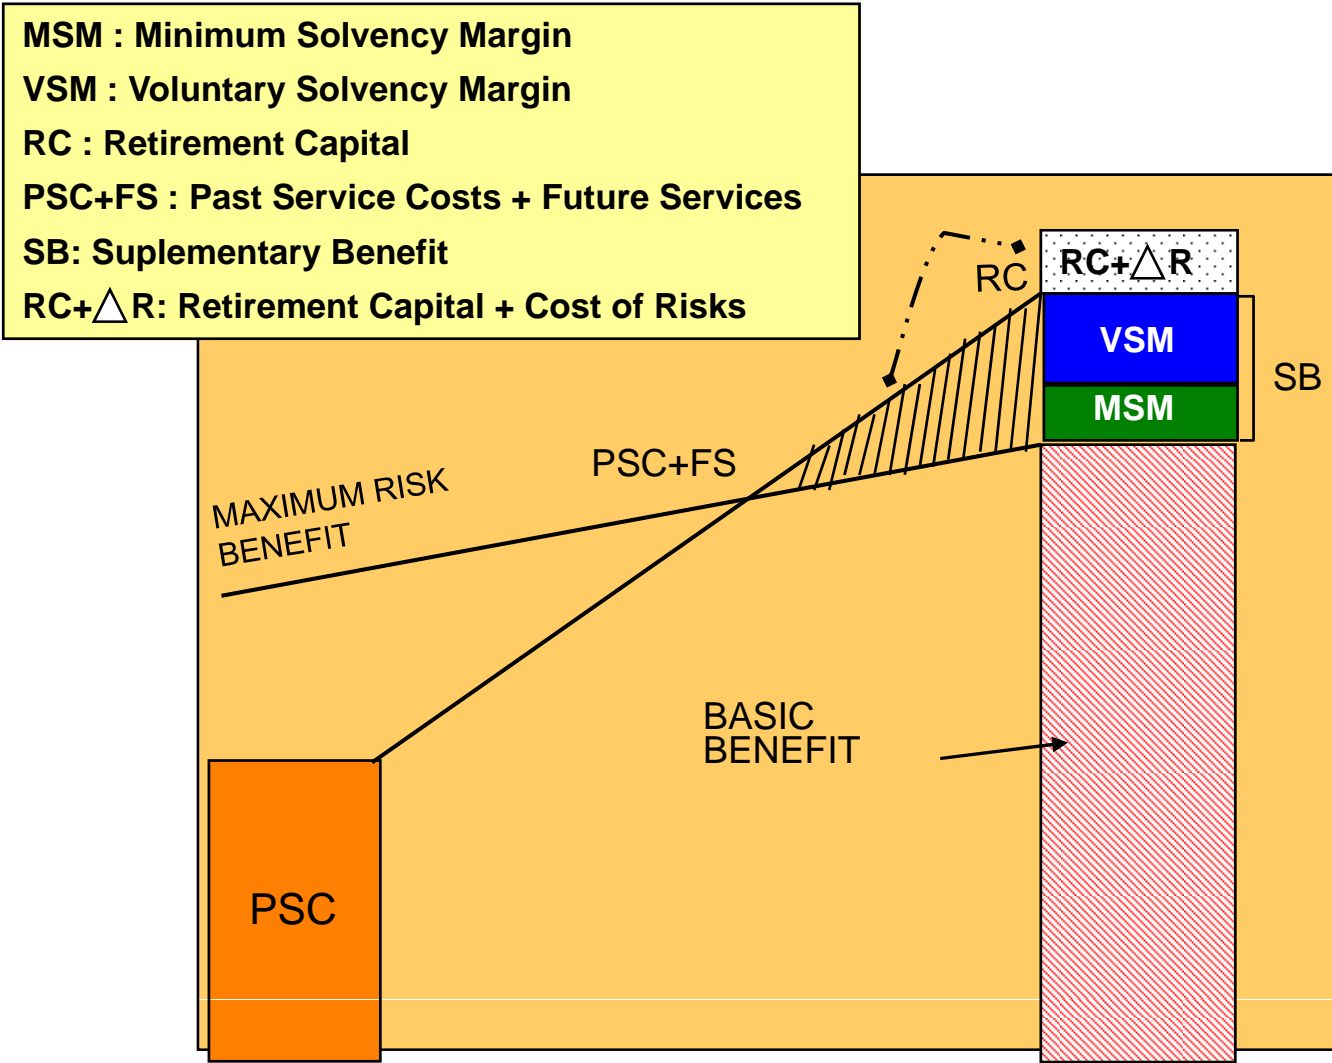 MSM : Minimum Solvency Margin
VSM : Voluntary Solvency Margin
RC : Retirement Capital
PSC+FS : Past Service Costs + Future Services
SB: Suplementary Benefit
RC+△R: Retirement Capital + Cost of Risks
RC
RC+△R
VSM
SB
MSM
PSC+FS
MAXIMUM RISK
BENEFIT
BASIC
BENEFIT
PSC